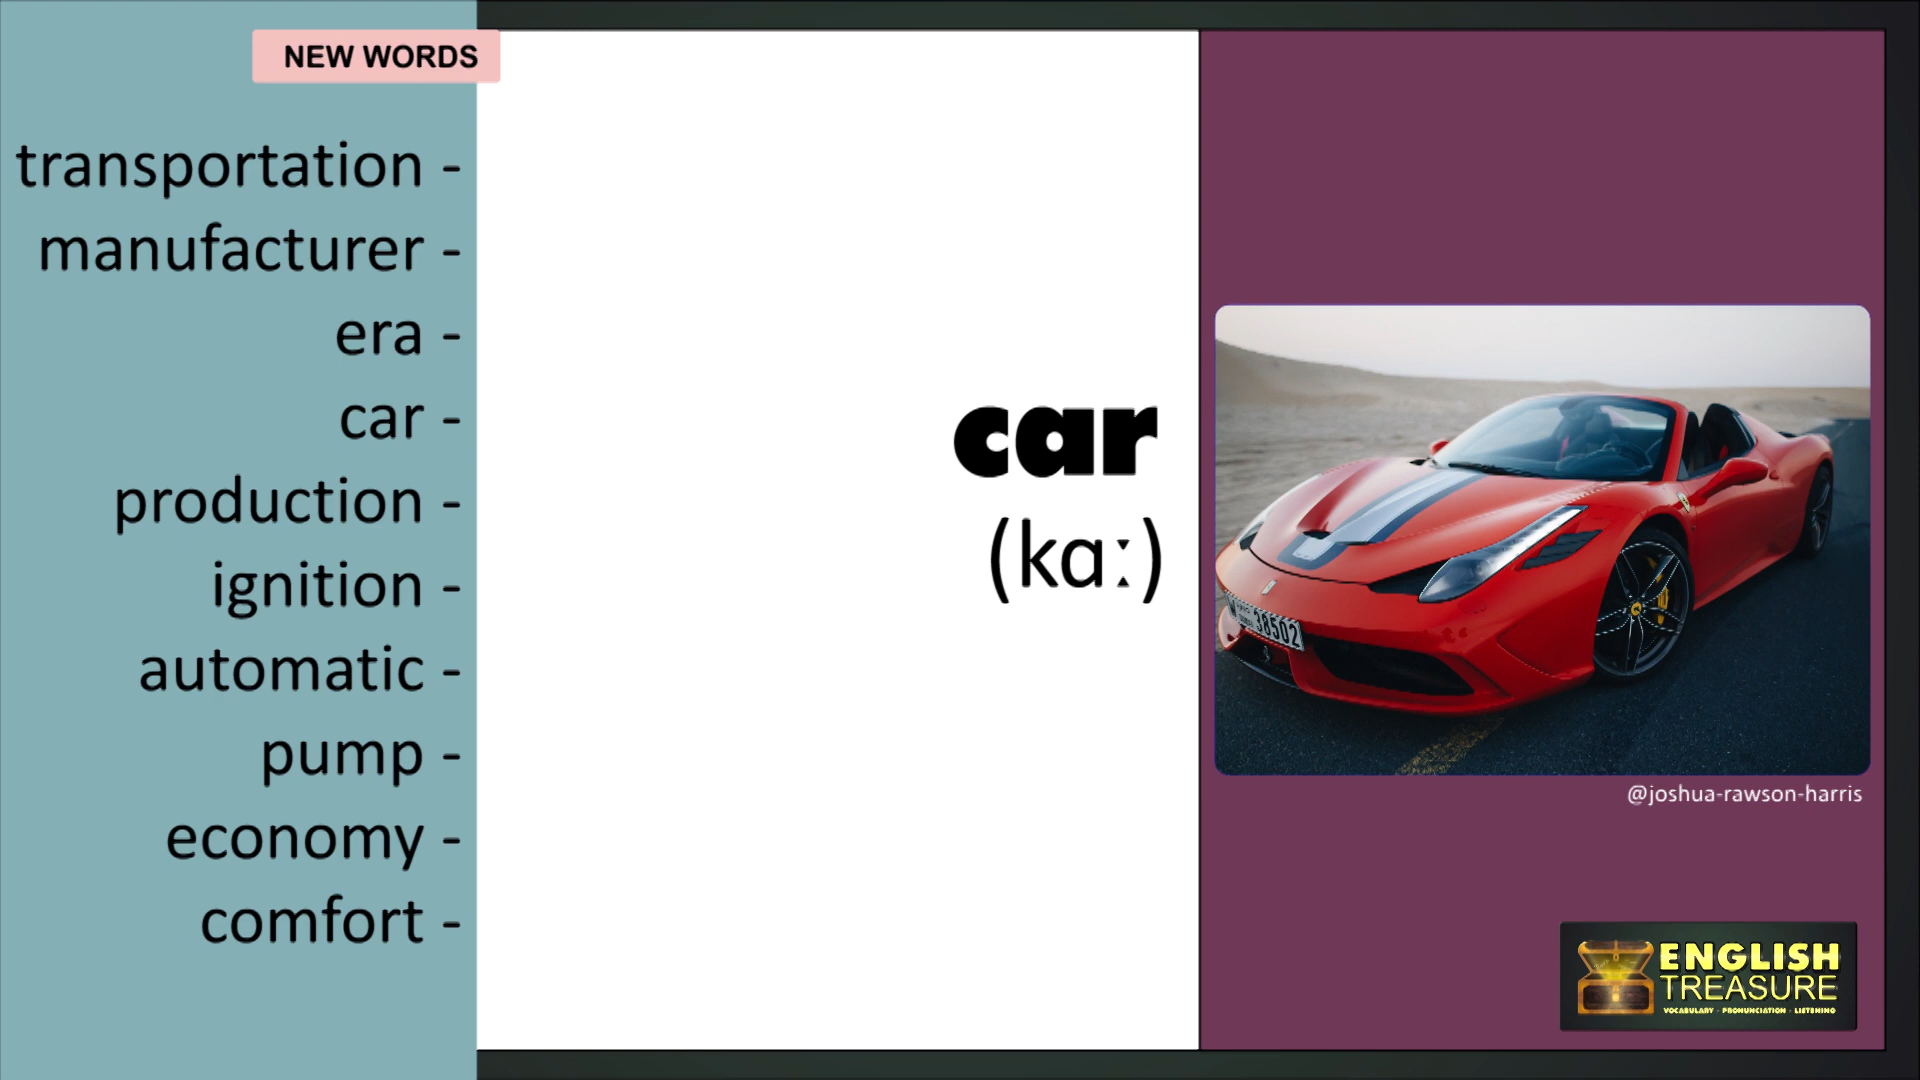 NEW WORDS
transportation -
manufacturer -
era -
car -
production -
ignition -
automatic -
pump -
economy -
comfort -
car
(kɑː)
38502
@joshua-rawson-harris
ENGLISH
TREASURE
VOCABULARY - PRONUNCIATION - LISTENING